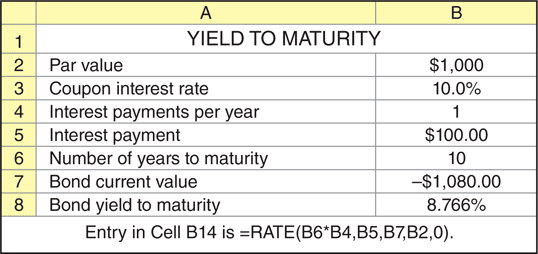 A B
1 YIELD TO MATURITY
2 Par value $1,000
3 Coupon interest rate 10.0%
4 Interest payments per year 1
5 Interest payment $100.00
6 Number of years to maturity 10
7 Bond current value –$1,080.00
8 Bond yield to maturity 8.766%
Entry in Cell B14 is =RATE(B6*B4,B5,B7,B2,0).